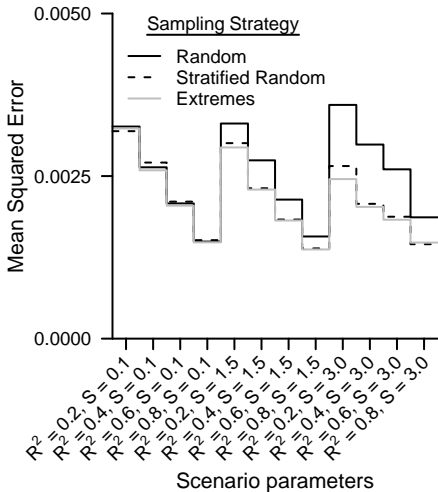 0.0050
Sampling Strategy
Random
Stratified Random
Extremes
Mean Squared Error
0.0025
0.0000
R² = 0.2, S = 0.1
R² = 0.4, S = 0.1
R² = 0.6, S = 0.1
R² = 0.8, S = 0.1
R² = 0.2, S = 1.5
R² = 0.4, S = 1.5
R² = 0.6, S = 1.5
R² = 0.8, S = 1.5
R² = 0.2, S = 3.0
R² = 0.4, S = 3.0
R² = 0.6, S = 3.0
R² = 0.8, S = 3.0
Scenario parameters